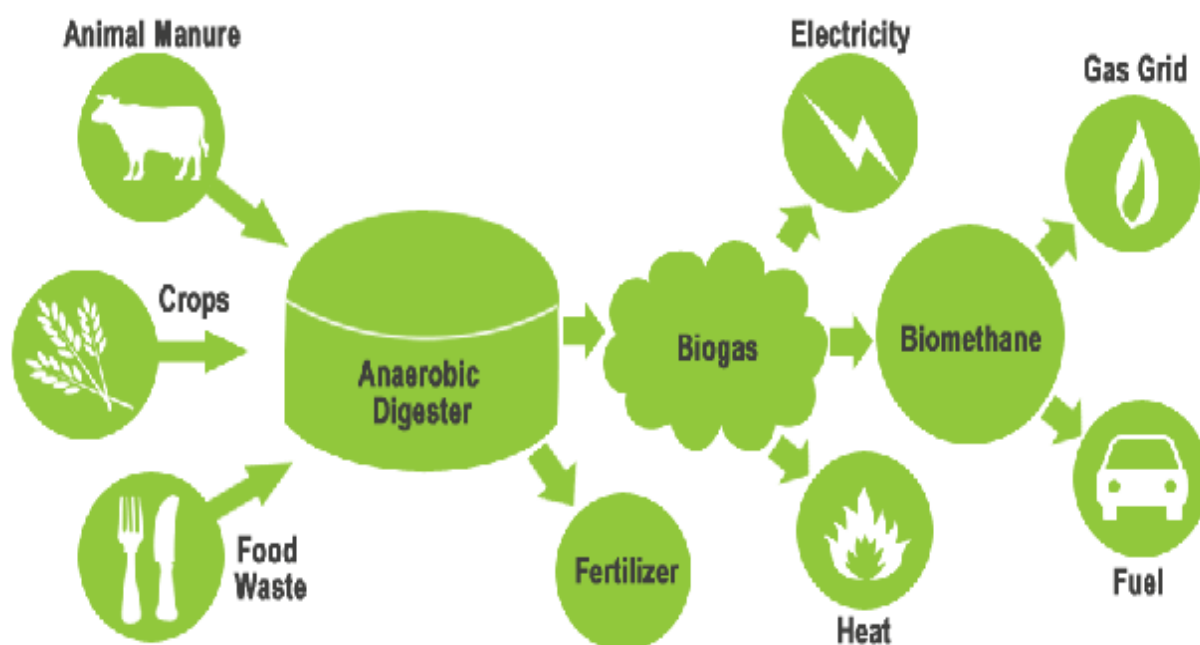 Animal Manure
Electricity
Gas Grid
Crops
Anaerobic
Digester
Biogas
Biomethane
Food
Waste
Fertilizer
Heat
Fuel